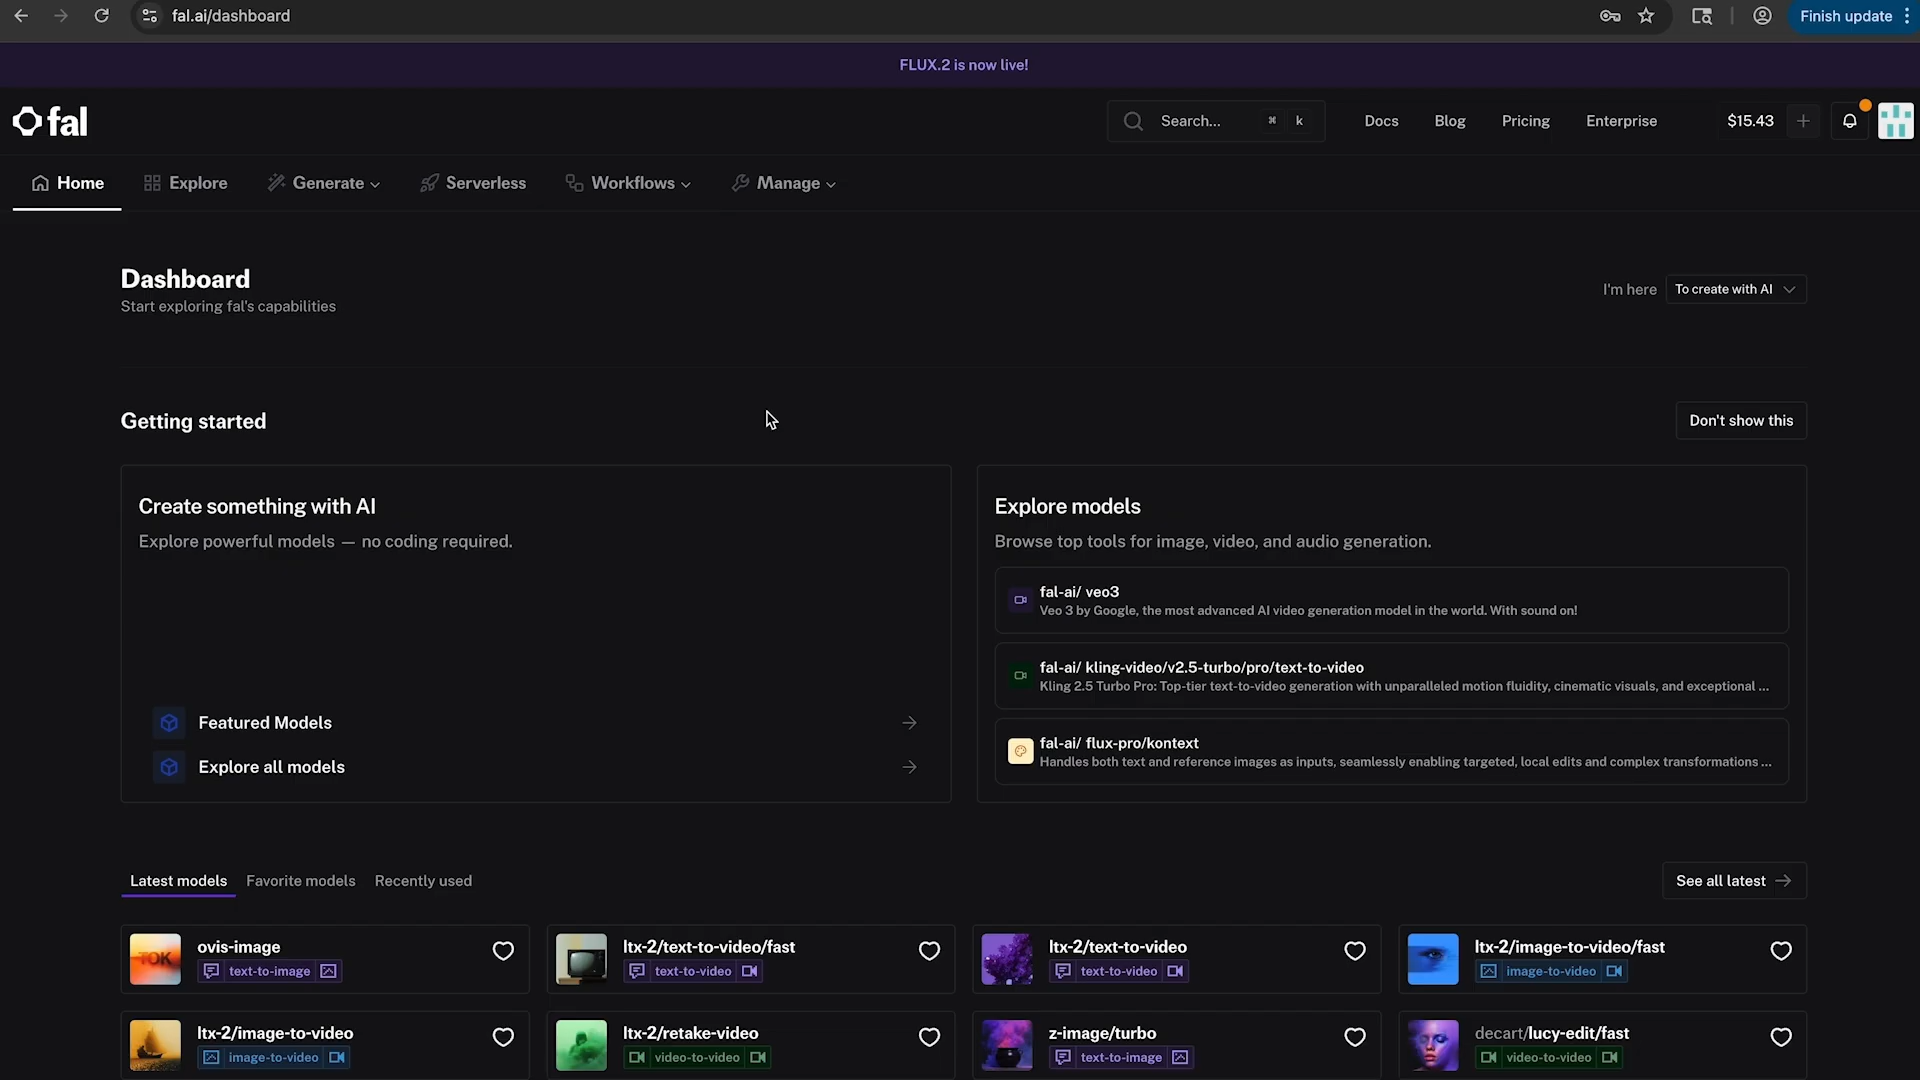 fal.ai/dashboard
Finish update
FLUX.2 is now live!
fal
Search...
⌘ k
Docs
Blog
Pricing
Enterprise
$15.43
Home
Explore
Generate
Serverless
Workflows
Manage
Dashboard
Start exploring fal's capabilities
I'm here
To create with AI
Getting started
Don't show this
Create something with AI
Explore powerful models — no coding required.
Featured Models
Explore all models
Explore models
Browse top tools for image, video, and audio generation.
fal-ai/ veo3
Veo 3 by Google, the most advanced AI video generation model in the world. With sound on!
fal-ai/ kling-video/v2.5-turbo/pro/text-to-video
Kling 2.5 Turbo Pro: Top-tier text-to-video generation with unparalleled motion fluidity, cinematic visuals, and exceptional ...
fal-ai/ flux-pro/kontext
Handles both text and reference images as inputs, seamlessly enabling targeted, local edits and complex transformations ...
Latest models
Favorite models
Recently used
See all latest
TOK
ovis-image
text-to-image
ltx-2/text-to-video/fast
text-to-video
ltx-2/text-to-video
text-to-video
ltx-2/image-to-video/fast
image-to-video
ltx-2/image-to-video
image-to-video
ltx-2/retake-video
video-to-video
z-image/turbo
text-to-image
decart/lucy-edit/fast
video-to-video